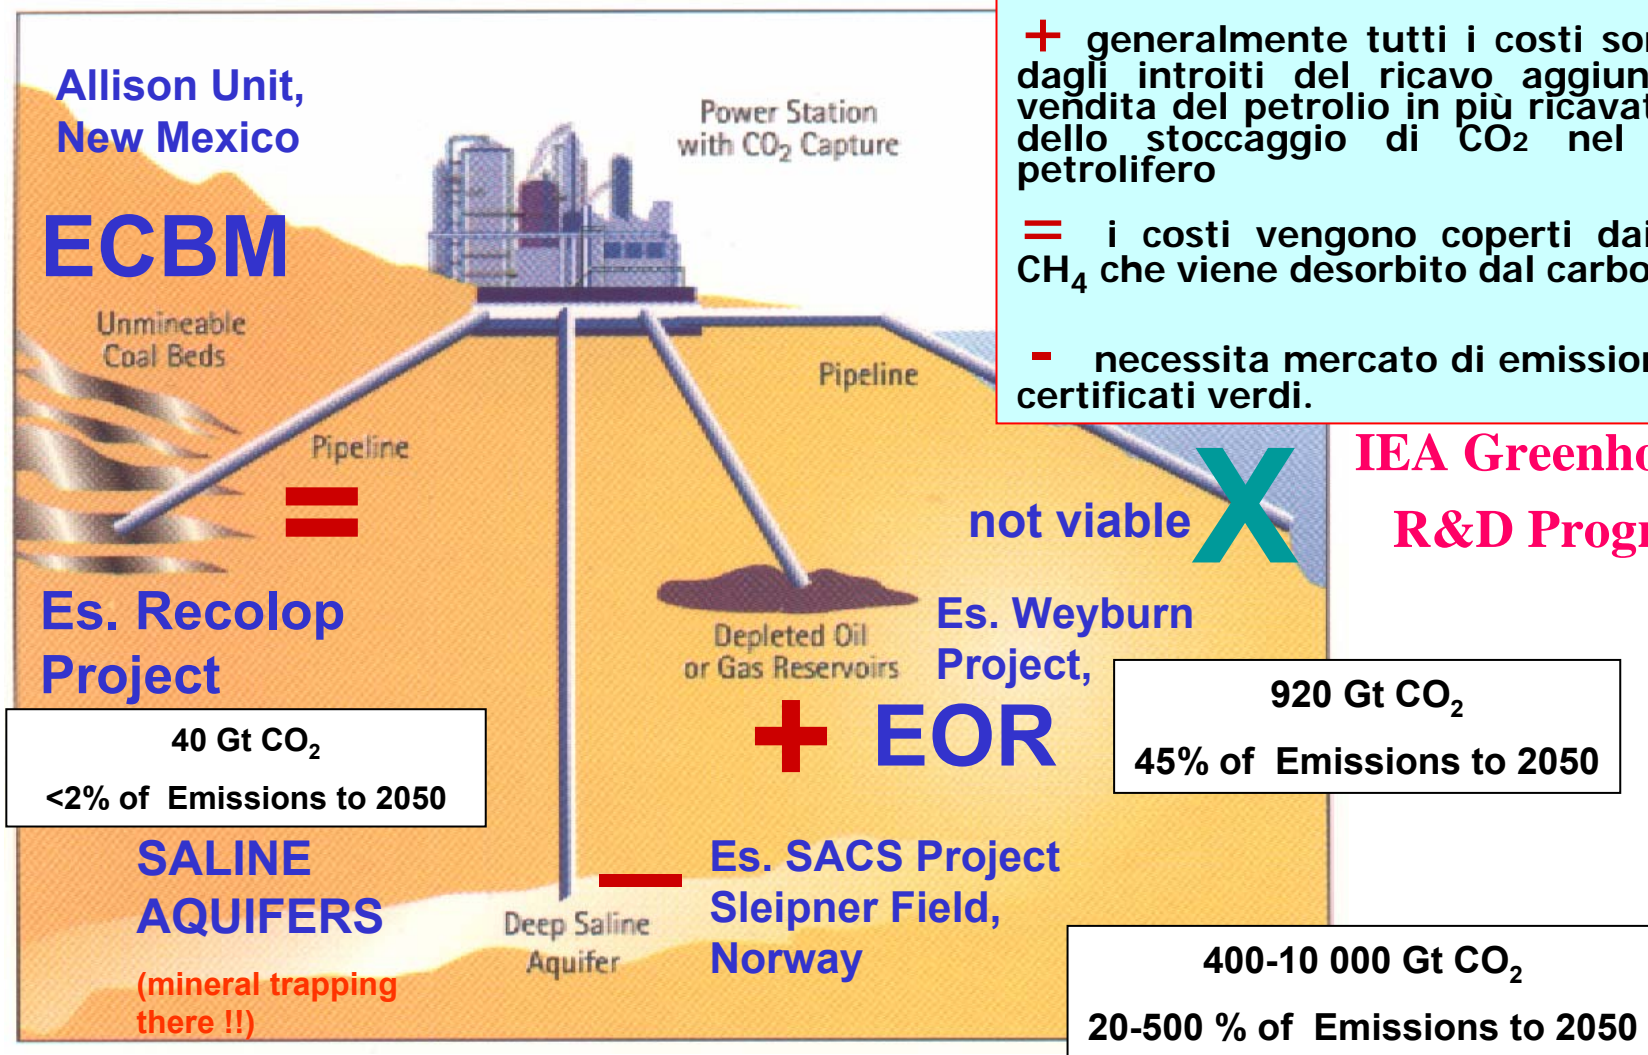 Allison Unit,
New Mexico
ECBM
Unmineable
Coal Beds
Pipeline
=
Es. Recolop
Project
40 Gt CO₂
<2% of Emissions to 2050
SALINE
AQUIFERS
(mineral trapping
there !!)
Power Station
with CO₂ Capture
Pipeline
not viable X
Depleted Oil
or Gas Reservoirs
Es. Weyburn
Project,
+ EOR
920 Gt CO₂
45% of Emissions to 2050
Deep Saline
Aquifer
—
Es. SACS Project
Sleipner Field,
Norway
400-10 000 Gt CO₂
20-500 % of Emissions to 2050
+ generalmente tutti i costi
dagli introiti del ricavo
vendita del petrolio in più
dello stoccaggio di CO2 nel
petrolifero
= i costi vengono coperti dai
CH₄ che viene desorbito dal
- necessita mercato di
certificati verdi.
IEA
R&D